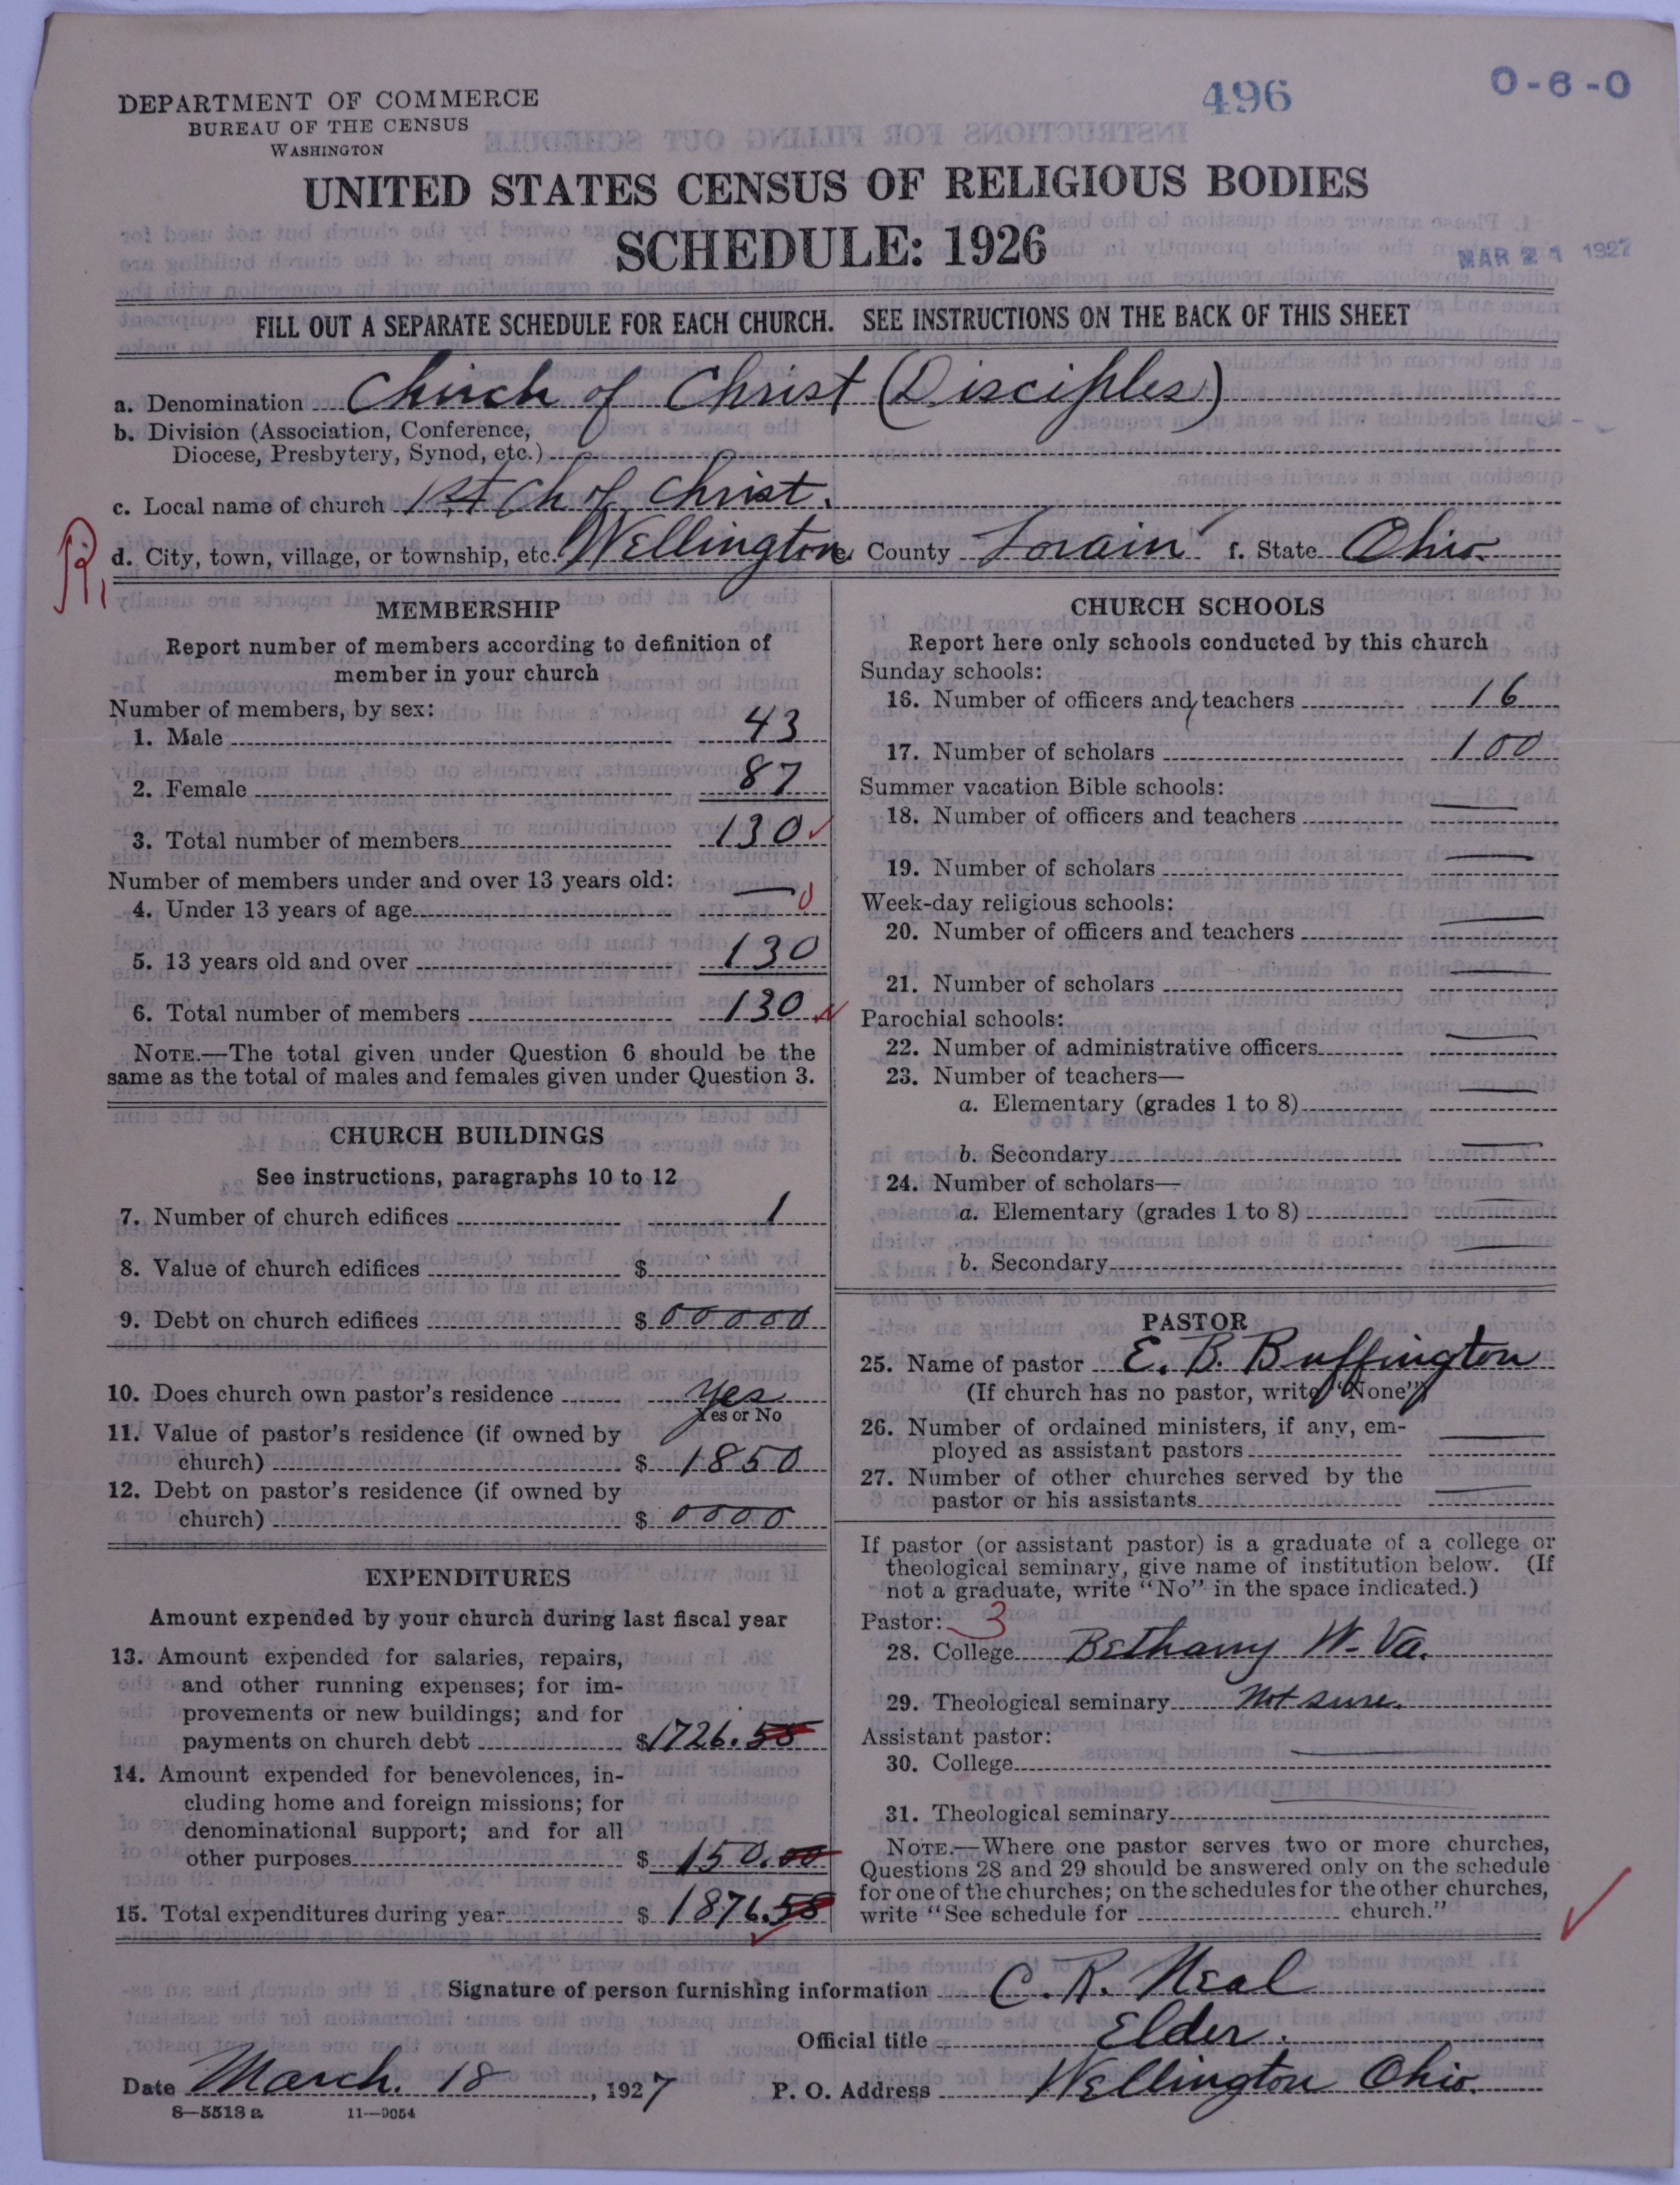 496
0-6-0
DEPARTMENT OF COMMERCE
BUREAU OF THE CENSUS
WASHINGTON
UNITED STATES CENSUS OF RELIGIOUS BODIES
SCHEDULE: 1926
MAR 21 1927
FILL OUT A SEPARATE SCHEDULE FOR EACH CHURCH. SEE INSTRUCTIONS ON THE BACK OF THIS SHEET
a. Denomination Church of Christ (Disciples)
b. Division (Association, Conference,
Diocese, Presbytery, Synod, etc.)
c. Local name of church 1st Ch of Christ.
R,
d. City, town, village, or township, etc. Wellington County Lorain f. State Ohio.
MEMBERSHIP
Report number of members according to definition of
member in your church
Number of members, by sex:
1. Male 43
2. Female 87
3. Total number of members 130
Number of members under and over 13 years old:
4. Under 13 years of age — 0
5. 13 years old and over 130
6. Total number of members 130
NOTE.—The total given under Question 6 should be the
same as the total of males and females given under Question 3.
CHURCH BUILDINGS
See instructions, paragraphs 10 to 12
7. Number of church edifices 1
8. Value of church edifices $
9. Debt on church edifices $ 00000
10. Does church own pastor's residence yes
Yes or No
11. Value of pastor's residence (if owned by
church) $ 1850
12. Debt on pastor's residence (if owned by
church) $ 0000
EXPENDITURES
Amount expended by your church during last fiscal year
13. Amount expended for salaries, repairs,
and other running expenses; for im-
provements or new buildings; and for
payments on church debt $1726.58
14. Amount expended for benevolences, in-
cluding home and foreign missions; for
denominational support; and for all
other purposes $ 150.00
15. Total expenditures during year $ 1876.58
CHURCH SCHOOLS
Report here only schools conducted by this church
Sunday schools:
16. Number of officers and teachers 16
17. Number of scholars 100
Summer vacation Bible schools:
18. Number of officers and teachers —
19. Number of scholars —
Week-day religious schools:
20. Number of officers and teachers —
21. Number of scholars —
Parochial schools:
22. Number of administrative officers —
23. Number of teachers—
a. Elementary (grades 1 to 8) —
b. Secondary —
24. Number of scholars—
a. Elementary (grades 1 to 8) —
b. Secondary —
PASTOR
25. Name of pastor E. B. Buffington
(If church has no pastor, write "None")
26. Number of ordained ministers, if any, em-
ployed as assistant pastors —
27. Number of other churches served by the
pastor or his assistants —
If pastor (or assistant pastor) is a graduate of a college or
theological seminary, give name of institution below. (If
not a graduate, write "No" in the space indicated.)
Pastor: 3
28. College Bethany W. Va.
29. Theological seminary Not sure.
Assistant pastor:
30. College —
31. Theological seminary —
NOTE.—Where one pastor serves two or more churches,
Questions 28 and 29 should be answered only on the schedule
for one of the churches; on the schedules for the other churches,
write "See schedule for church."
Signature of person furnishing information C. R. Neal
Official title Elder.
Date March. 18, 1927 P. O. Address Wellington Ohio.
8—5513 a 11—9054